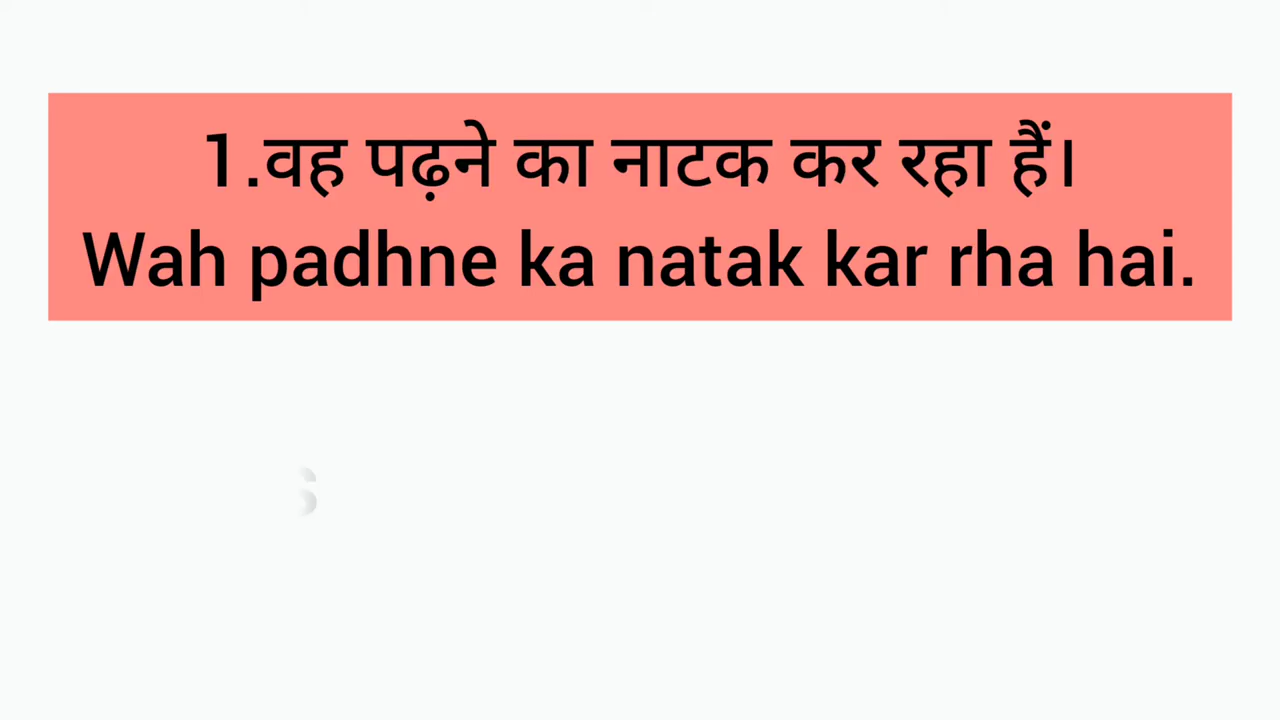 1.वह पढ़ने का नाटक कर रहा हैं।
Wah padhne ka natak kar rha hai.